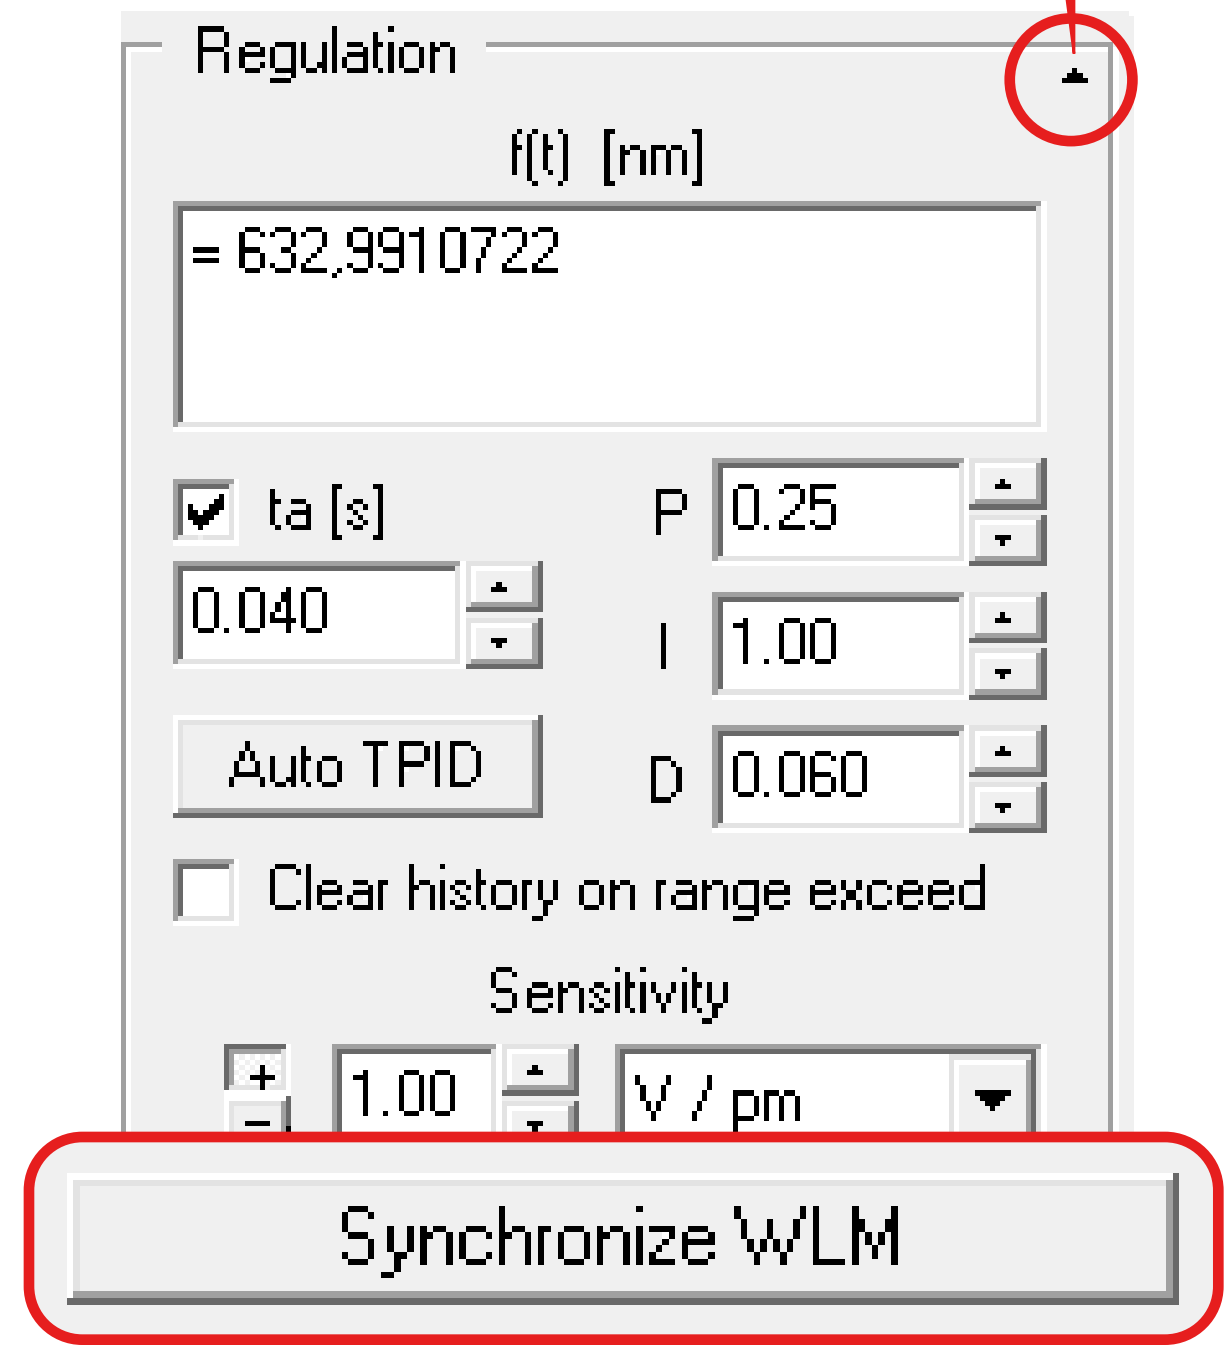 Regulation
f(t) [nm]
= 632,9910722
ta [s]
P 0.25
0.040
I 1.00
Auto TPID
D 0.060
Clear history on range exceed
Sensitivity
+ 1.00 V / pm
−
Synchronize WLM